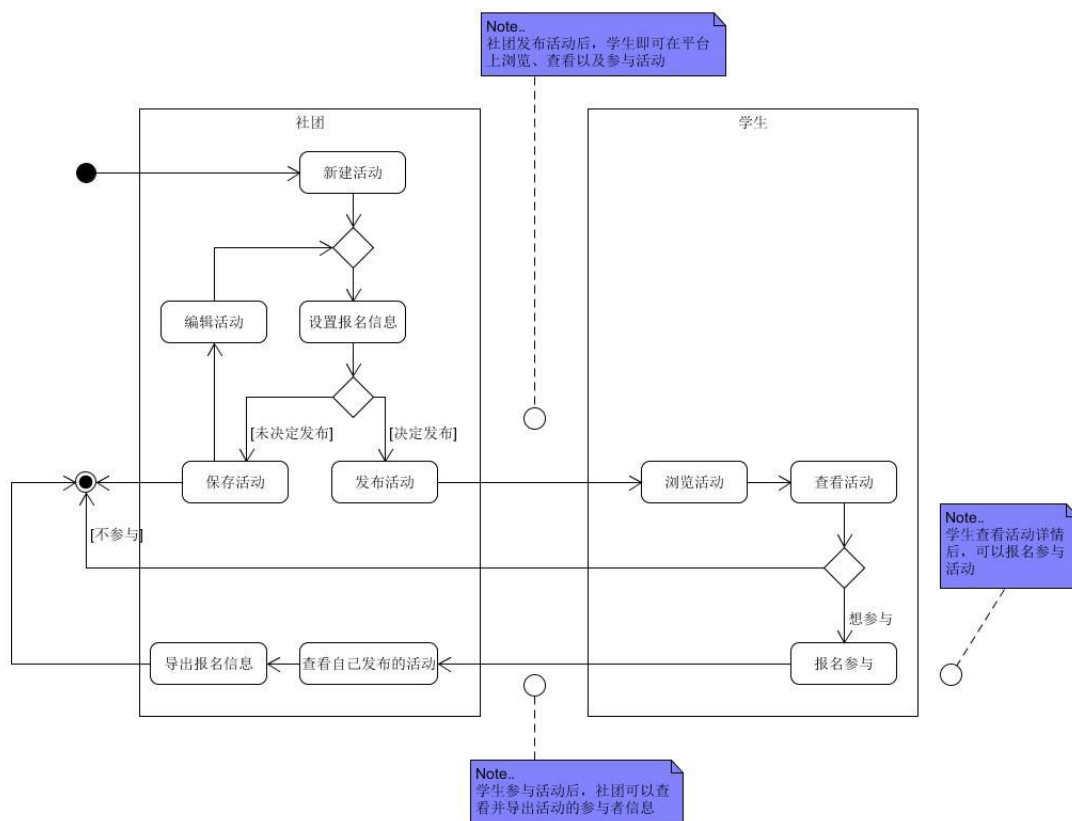 Note..
社团发布活动后，学生即可在平台
上浏览、查看以及参与活动
社团
学生
新建活动
编辑活动
设置报名信息
[未决定发布]
[决定发布]
保存活动
发布活动
浏览活动
查看活动
[不参与]
Note..
学生查看活动详情
后，可以报名参与
活动
想参与
导出报名信息
查看自己发布的活动
报名参与
Note..
学生参与活动后，社团可以查
看并导出活动的参与者信息